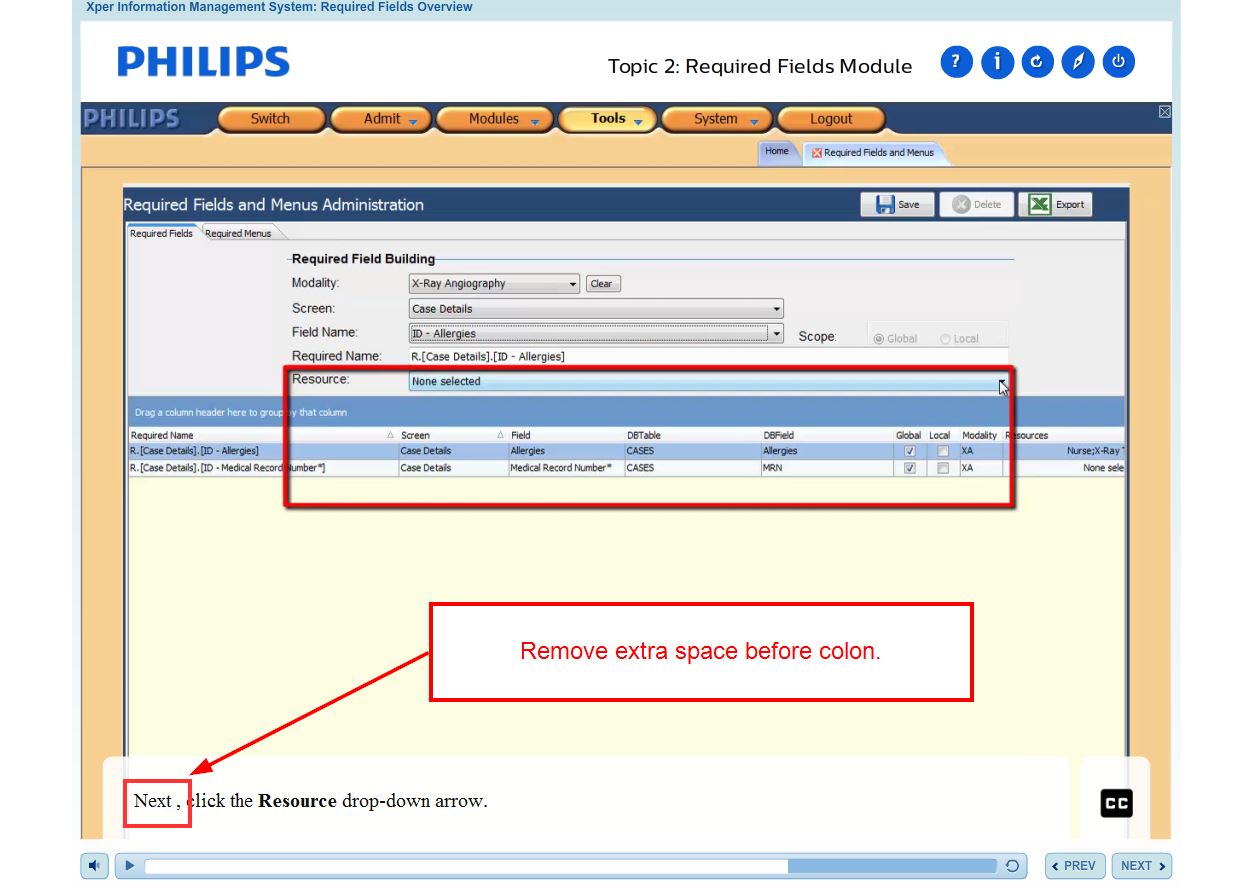 Xper Information Management System: Required Fields Overview
PHILIPS
Topic 2: Required Fields Module
PHILIPS
Switch
Admit
Modules
Tools
System
Logout
Home
Required Fields and Menus
Required Fields and Menus Administration
Save
Delete
Export
Required Fields
Required Menus
Required Field Building
Modality:
X-Ray Angiography
Clear
Screen:
Case Details
Field Name:
ID - Allergies
Scope:
Global
Local
Required Name:
R.[Case Details].[ID - Allergies]
Resource:
None selected
Drag a column header here to group by that column
Required Name Screen Field DBTable DBField Global Local Modality Resources
R.[Case Details].[ID - Allergies] Case Details Allergies CASES Allergies XA Nurse;X-Ray
R.[Case Details].[ID - Medical Record Number*] Case Details Medical Record Number* CASES MRN XA None sele
Remove extra space before colon.
Next , click the Resource drop-down arrow.
CC
PREV
NEXT